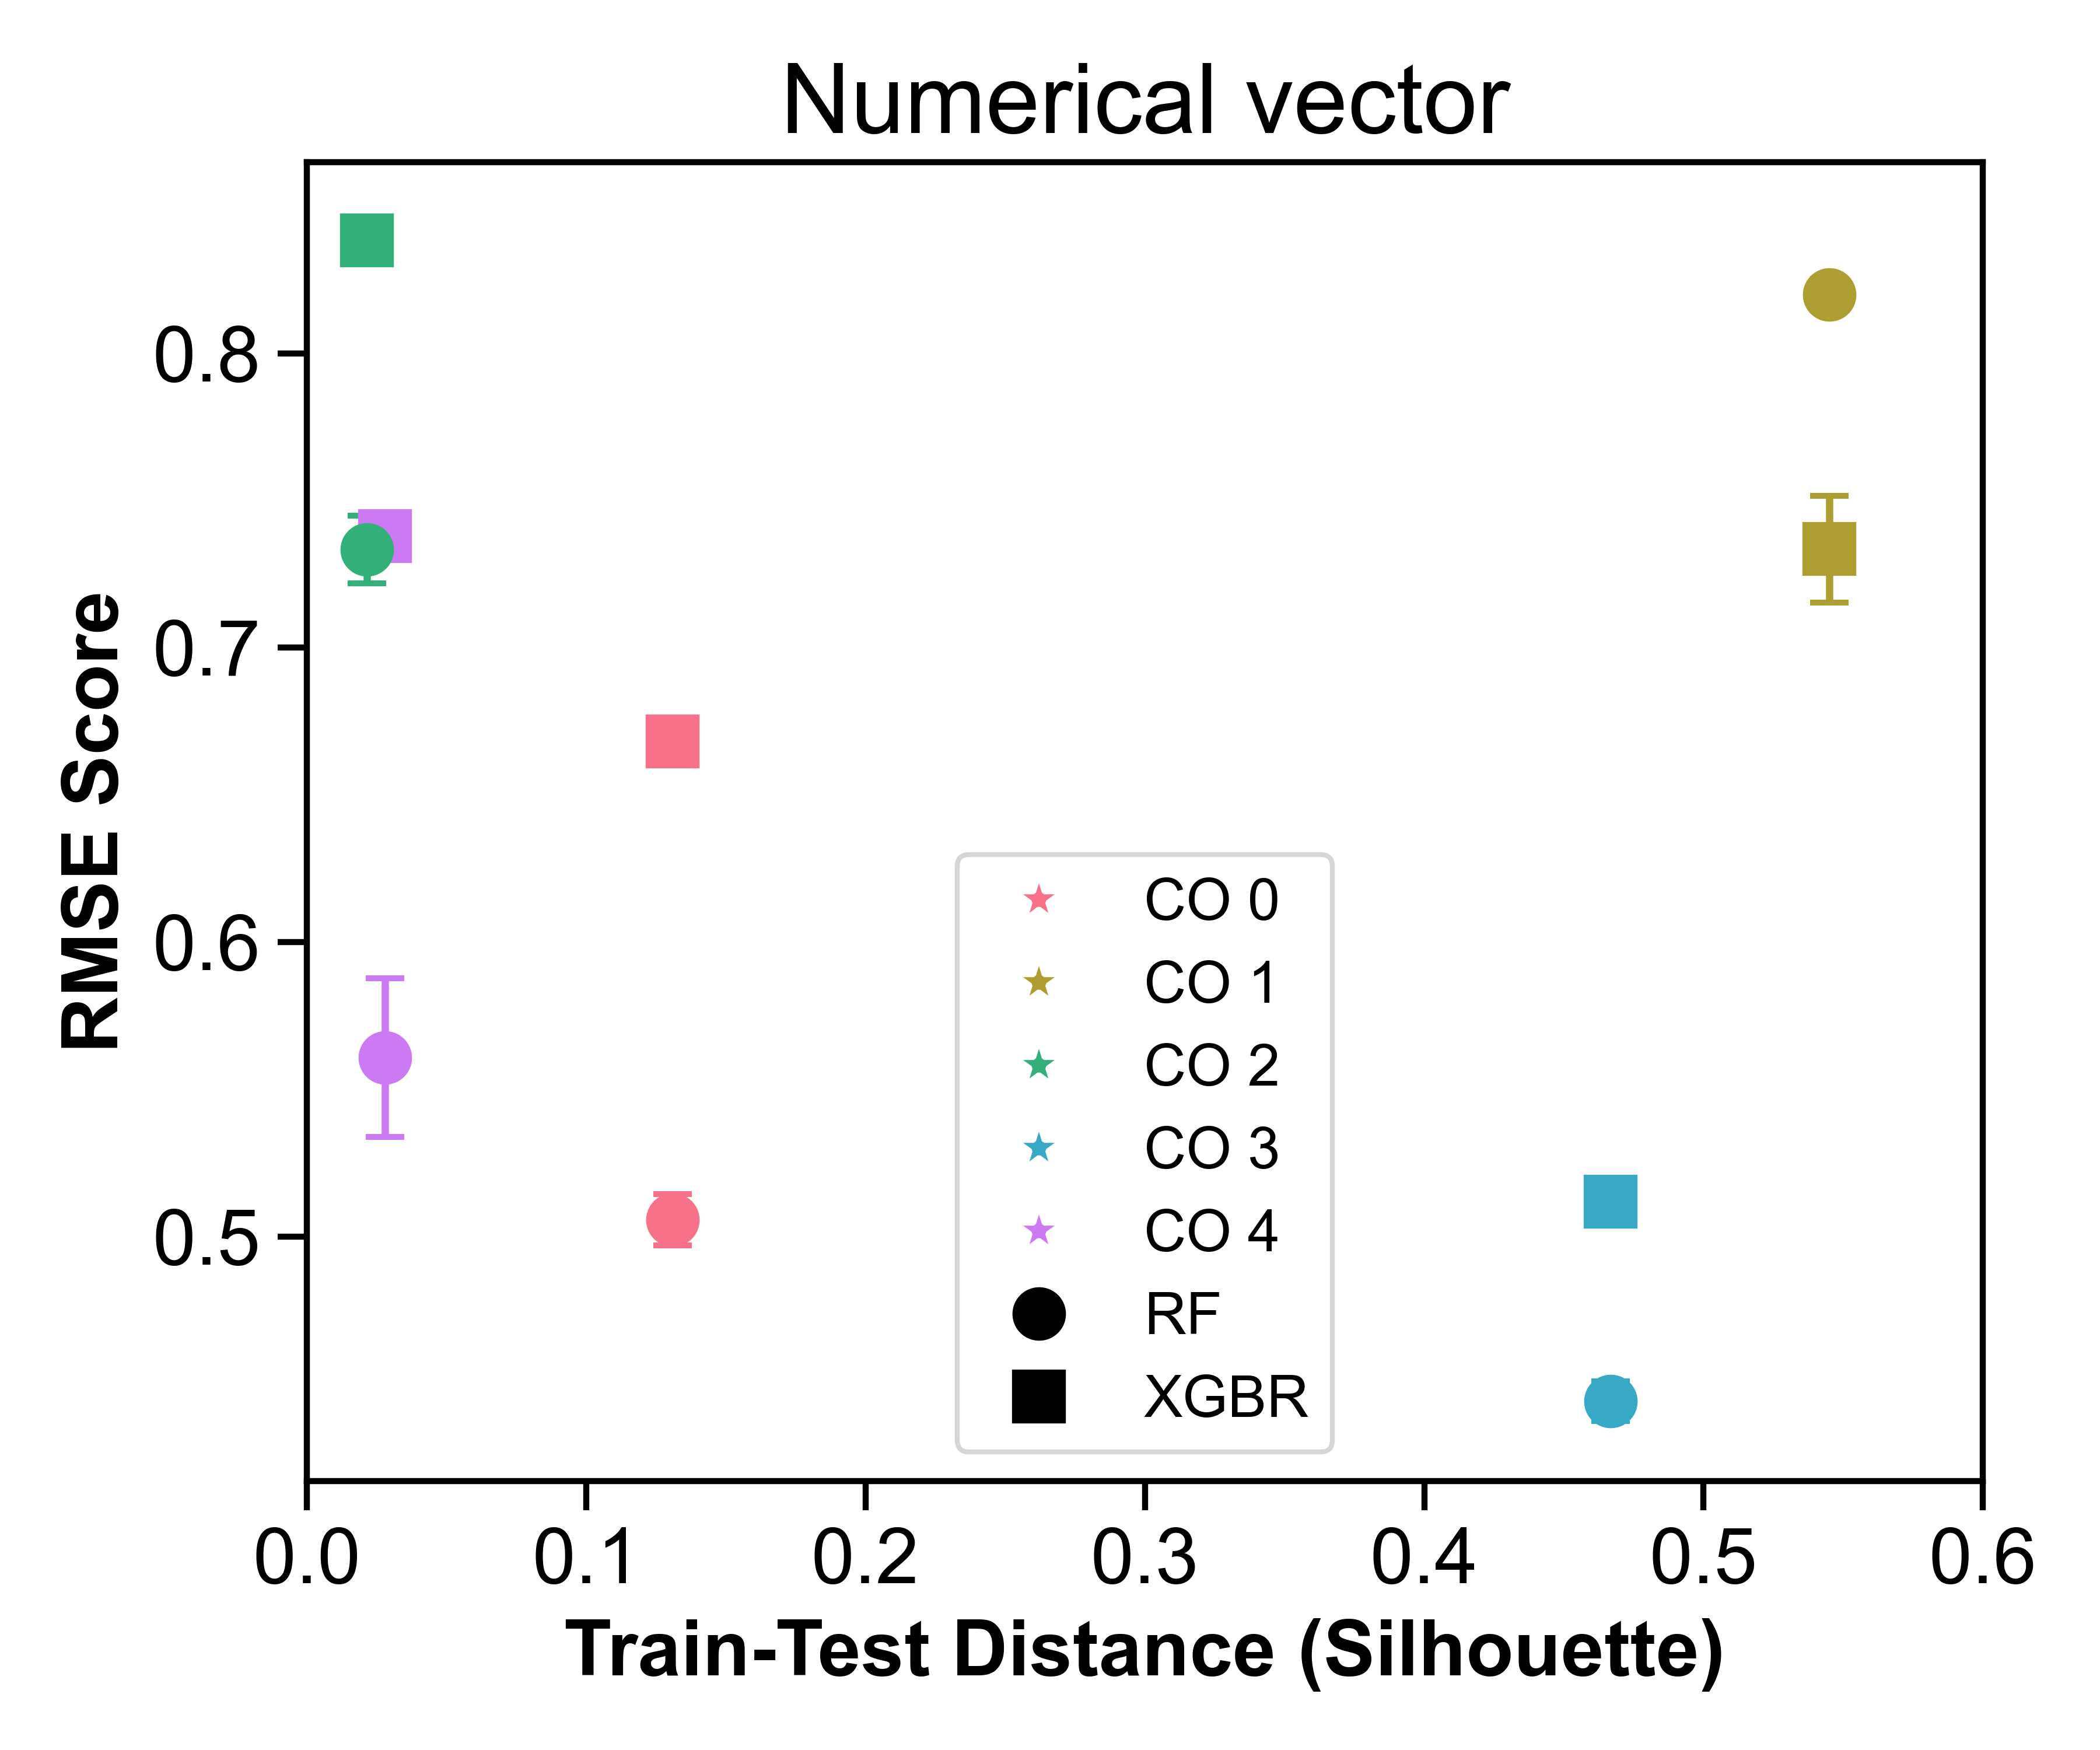 Numerical vector
RMSE Score
0.8
0.7
0.6
0.5
CO 0
CO 1
CO 2
CO 3
CO 4
RF
XGBR
0.0 0.1 0.2 0.3 0.4 0.5 0.6
Train-Test Distance (Silhouette)